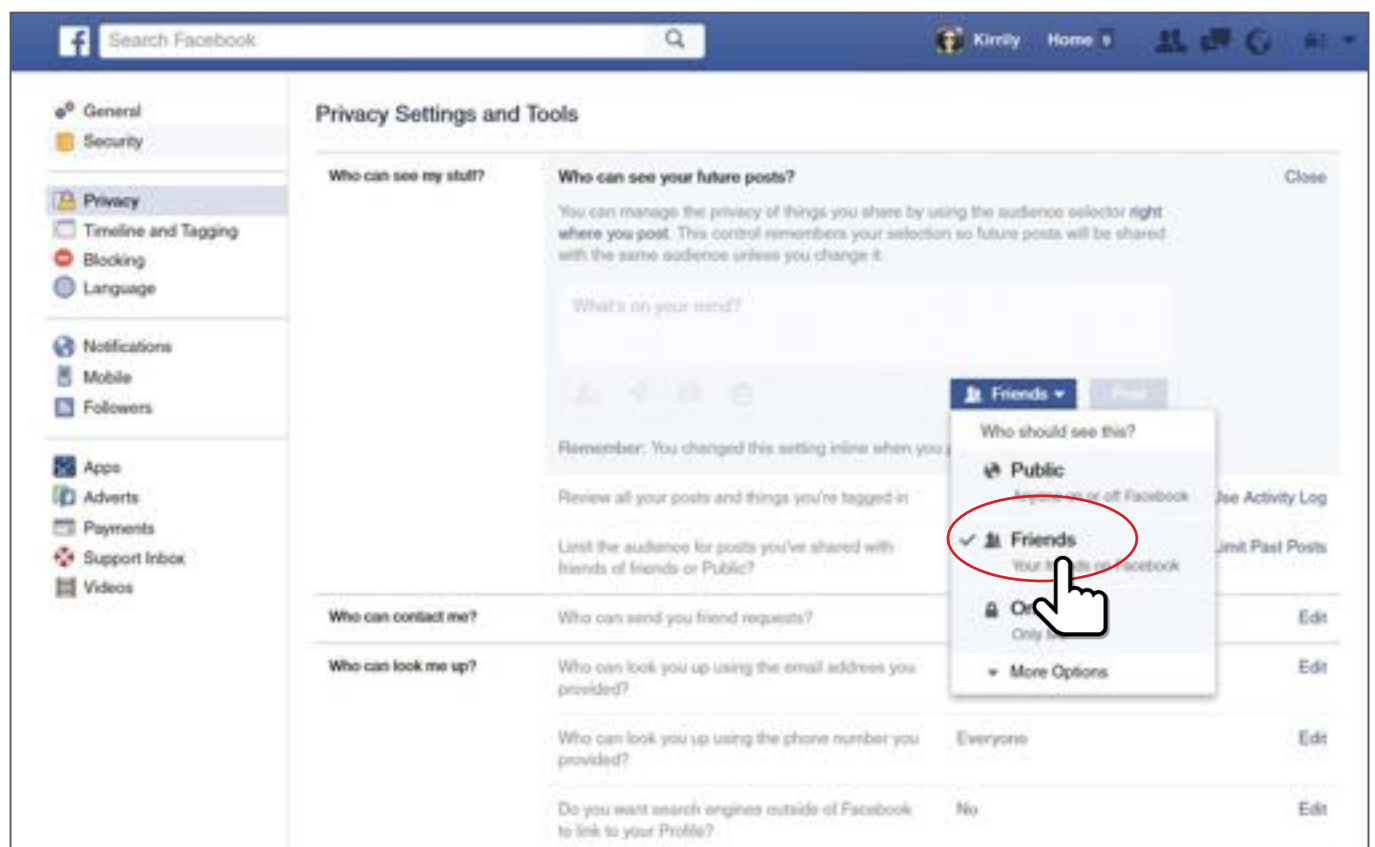 f Search Facebook
Kirrily Home
General
Security
Privacy
Timeline and Tagging
Blocking
Language
Notifications
Mobile
Followers
Apps
Adverts
Payments
Support Inbox
Videos
Privacy Settings and Tools
Who can see my stuff?
Who can see your future posts?
Close
You can manage the privacy of things you share by using the audience selector right
where you post. This control remembers your selection so future posts will be shared
with the same audience unless you change it.
What's on your mind?
Friends
Post
Remember: You changed this setting inline when you
Who should see this?
Public
Anyone on or off Facebook
Friends
Your friends on Facebook
Only
More Options
Review all your posts and things you're tagged in
Use Activity Log
Limit the audience for posts you've shared with
friends of friends or Public?
Limit Past Posts
Who can contact me?
Who can send you friend requests?
Edit
Who can look me up?
Who can look you up using the email address you
provided?
Edit
Who can look you up using the phone number you
provided?
Everyone
Edit
Do you want search engines outside of Facebook
to link to your Profile?
No
Edit